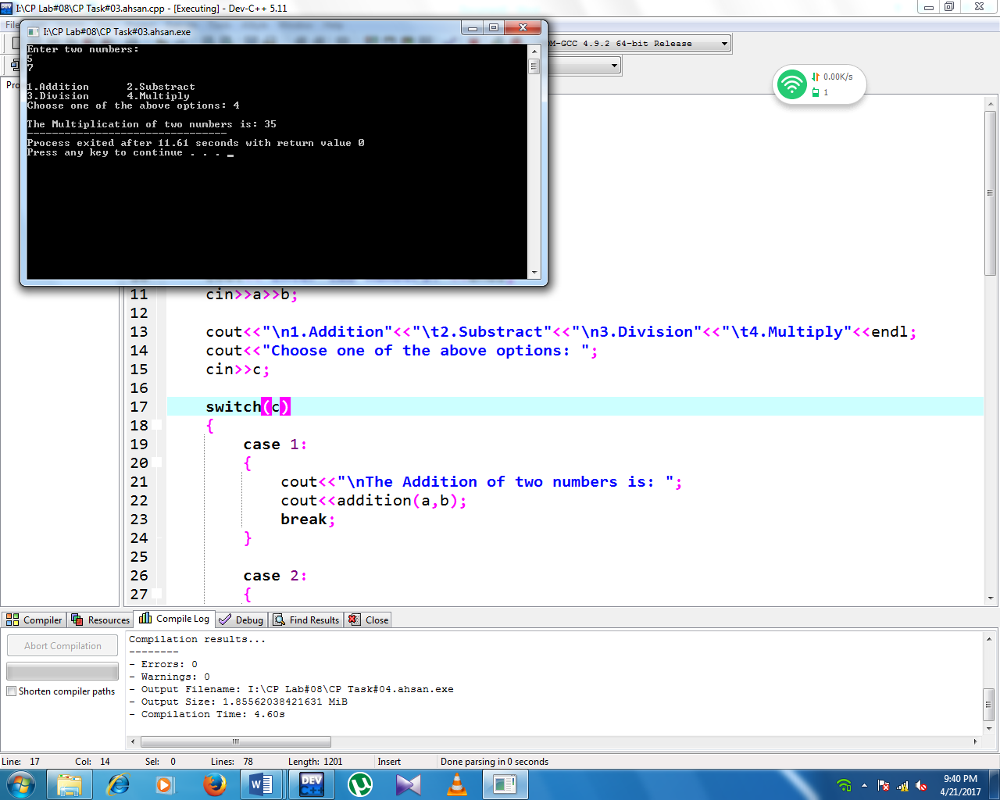 I:\CP Lab#08\CP Task#03.ahsan.cpp - [Executing] - Dev-C++ 5.11
I:\CP Lab#08\CP Task#03.ahsan.exe
Enter two numbers:
5
7
1.Addition 2.Substract
3.Division 4.Multiply
Choose one of the above options: 4
The Multiplication of two numbers is: 35
--------------------------------
Process exited after 11.61 seconds with return value 0
Press any key to continue . . .
DM-GCC 4.9.2 64-bit Release
0.00K/s
1
11 cin>>a>>b;
12
13 cout<<"\n1.Addition"<<"\t2.Substract"<<"\n3.Division"<<"\t4.Multiply"<<endl;
14 cout<<"Choose one of the above options: ";
15 cin>>c;
16
17 switch(c)
18 {
19 case 1:
20 {
21 cout<<"\nThe Addition of two numbers is: ";
22 cout<<addition(a,b);
23 break;
24 }
25
26 case 2:
27 {
Compiler Resources Compile Log Debug Find Results Close
Abort Compilation
Shorten compiler paths
Compilation results...
--------
- Errors: 0
- Warnings: 0
- Output Filename: I:\CP Lab#08\CP Task#04.ahsan.exe
- Output Size: 1.85562038421631 MiB
- Compilation Time: 4.60s
Line: 17 Col: 14 Sel: 0 Lines: 78 Length: 1201 Insert Done parsing in 0 seconds
W DEV C++
9:40 PM
4/21/2017